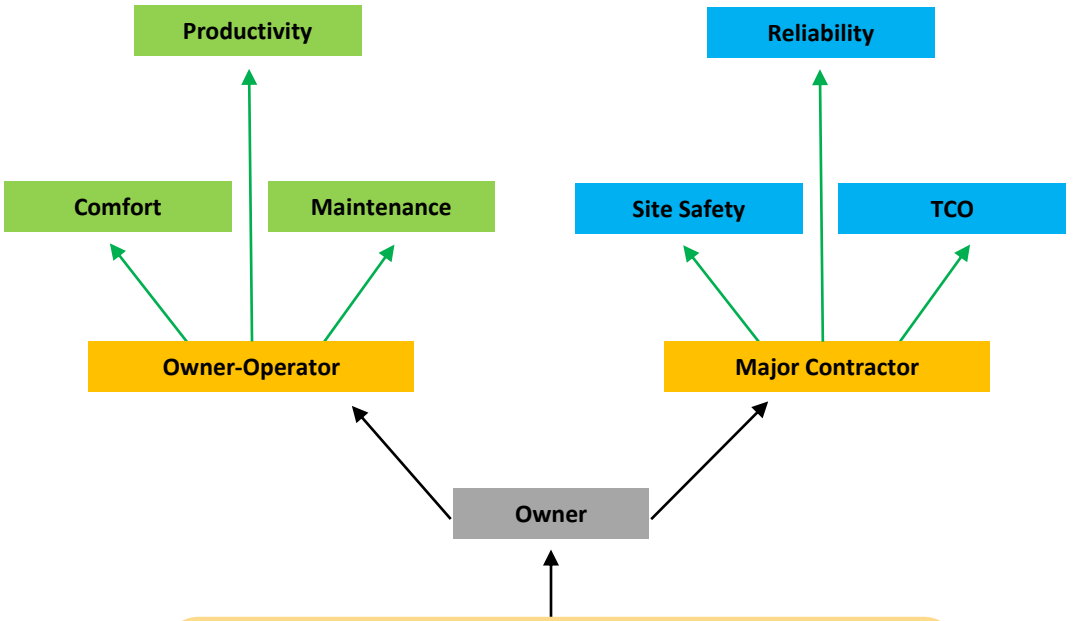 Productivity
Reliability
Comfort
Maintenance
Site Safety
TCO
Owner-Operator
Major Contractor
Owner